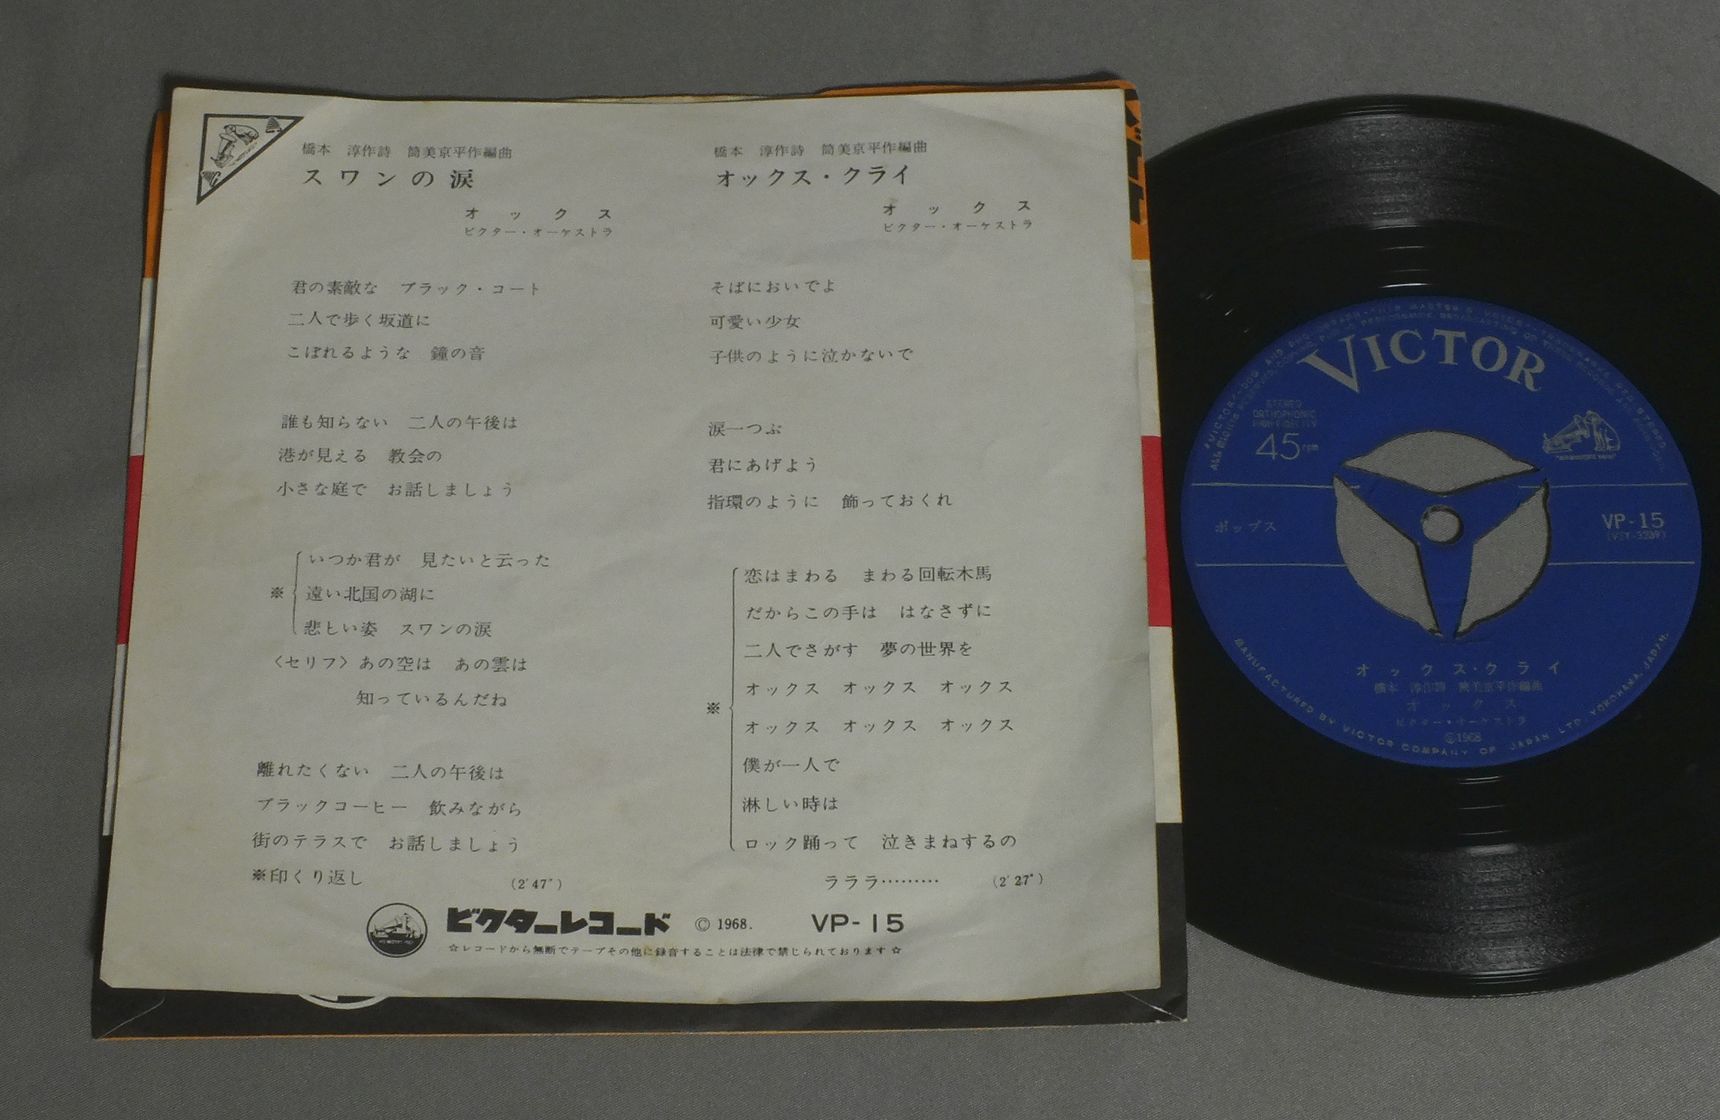 橋本　淳作詩　筒美京平作編曲
スワンの涙
オックス
ビクター・オーケストラ
君の素敵な　ブラック・コート
二人で歩く坂道に
こぼれるような　鐘の音
誰も知らない　二人の午後は
港が見える　教会の
小さな庭で　お話しましょう
いつか君が　見たいと云った
※ 遠い北国の湖に
悲しい姿　スワンの涙
〈セリフ〉あの空は　あの雲は
知っているんだね
離れたくない　二人の午後は
ブラックコーヒー　飲みながら
街のテラスで　お話しましょう
※印くり返し　(2'47")
橋本　淳作詩　筒美京平作編曲
オックス・クライ
オックス
ビクター・オーケストラ
そばにおいでよ
可愛い少女
子供のように泣かないで
涙一つぶ
君にあげよう
指環のように　飾っておくれ
恋はまわる　まわる回転木馬
だからこの手は　はなさずに
二人でさがす　夢の世界を
オックス　オックス　オックス
※
オックス　オックス　オックス
僕が一人で
淋しい時は
ロック踊って　泣きまねするの
ラララ………　(2'27")
ビクターレコード　© 1968.　VP-15
☆レコードから無断でテープその他に録音することは法律で禁じられております☆
VICTOR
STEREO
ORTHOPHONIC
HIGH FIDELITY
45 rpm
ポップス
VP-15
オックス・クライ
橋本　淳作詩　筒美京平作編曲
オックス
ビクター・オーケストラ
℗1968
MANUFACTURED BY VICTOR COMPANY OF JAPAN LTD. YOKOHAMA, JAPAN.